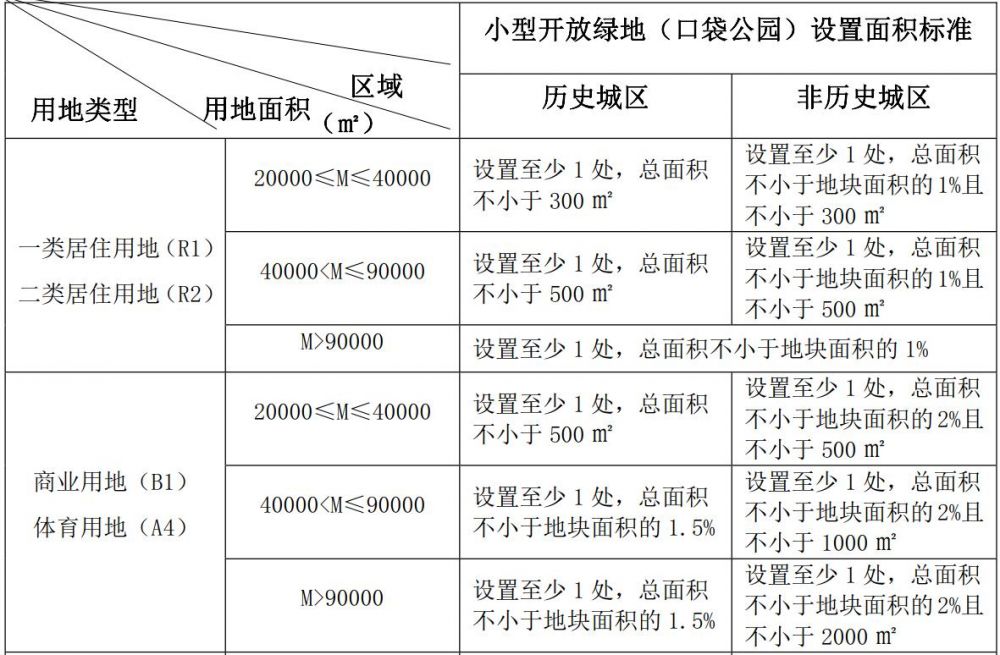 小型开放绿地（口袋公园）设置面积标准
区域
用地类型
用地面积
（㎡）
历史城区
非历史城区
一类居住用地（R1）
二类居住用地（R2）
20000≤M≤40000
设置至少 1 处，总面积
不小于 300 ㎡
设置至少 1 处，总面积
不小于地块面积的 1%且
不小于 300 ㎡
40000<M≤90000
设置至少 1 处，总面积
不小于 500 ㎡
设置至少 1 处，总面积
不小于地块面积的 1%且
不小于 500 ㎡
M>90000
设置至少 1 处，总面积不小于地块面积的 1%
商业用地（B1）
体育用地（A4）
20000≤M≤40000
设置至少 1 处，总面积
不小于 500 ㎡
设置至少 1 处，总面积
不小于地块面积的 2%且
不小于 500 ㎡
40000<M≤90000
设置至少 1 处，总面积
不小于地块面积的 1.5%
设置至少 1 处，总面积
不小于地块面积的 2%且
不小于 1000 ㎡
M>90000
设置至少 1 处，总面积
不小于地块面积的 1.5%
设置至少 1 处，总面积
不小于地块面积的 2%且
不小于 2000 ㎡